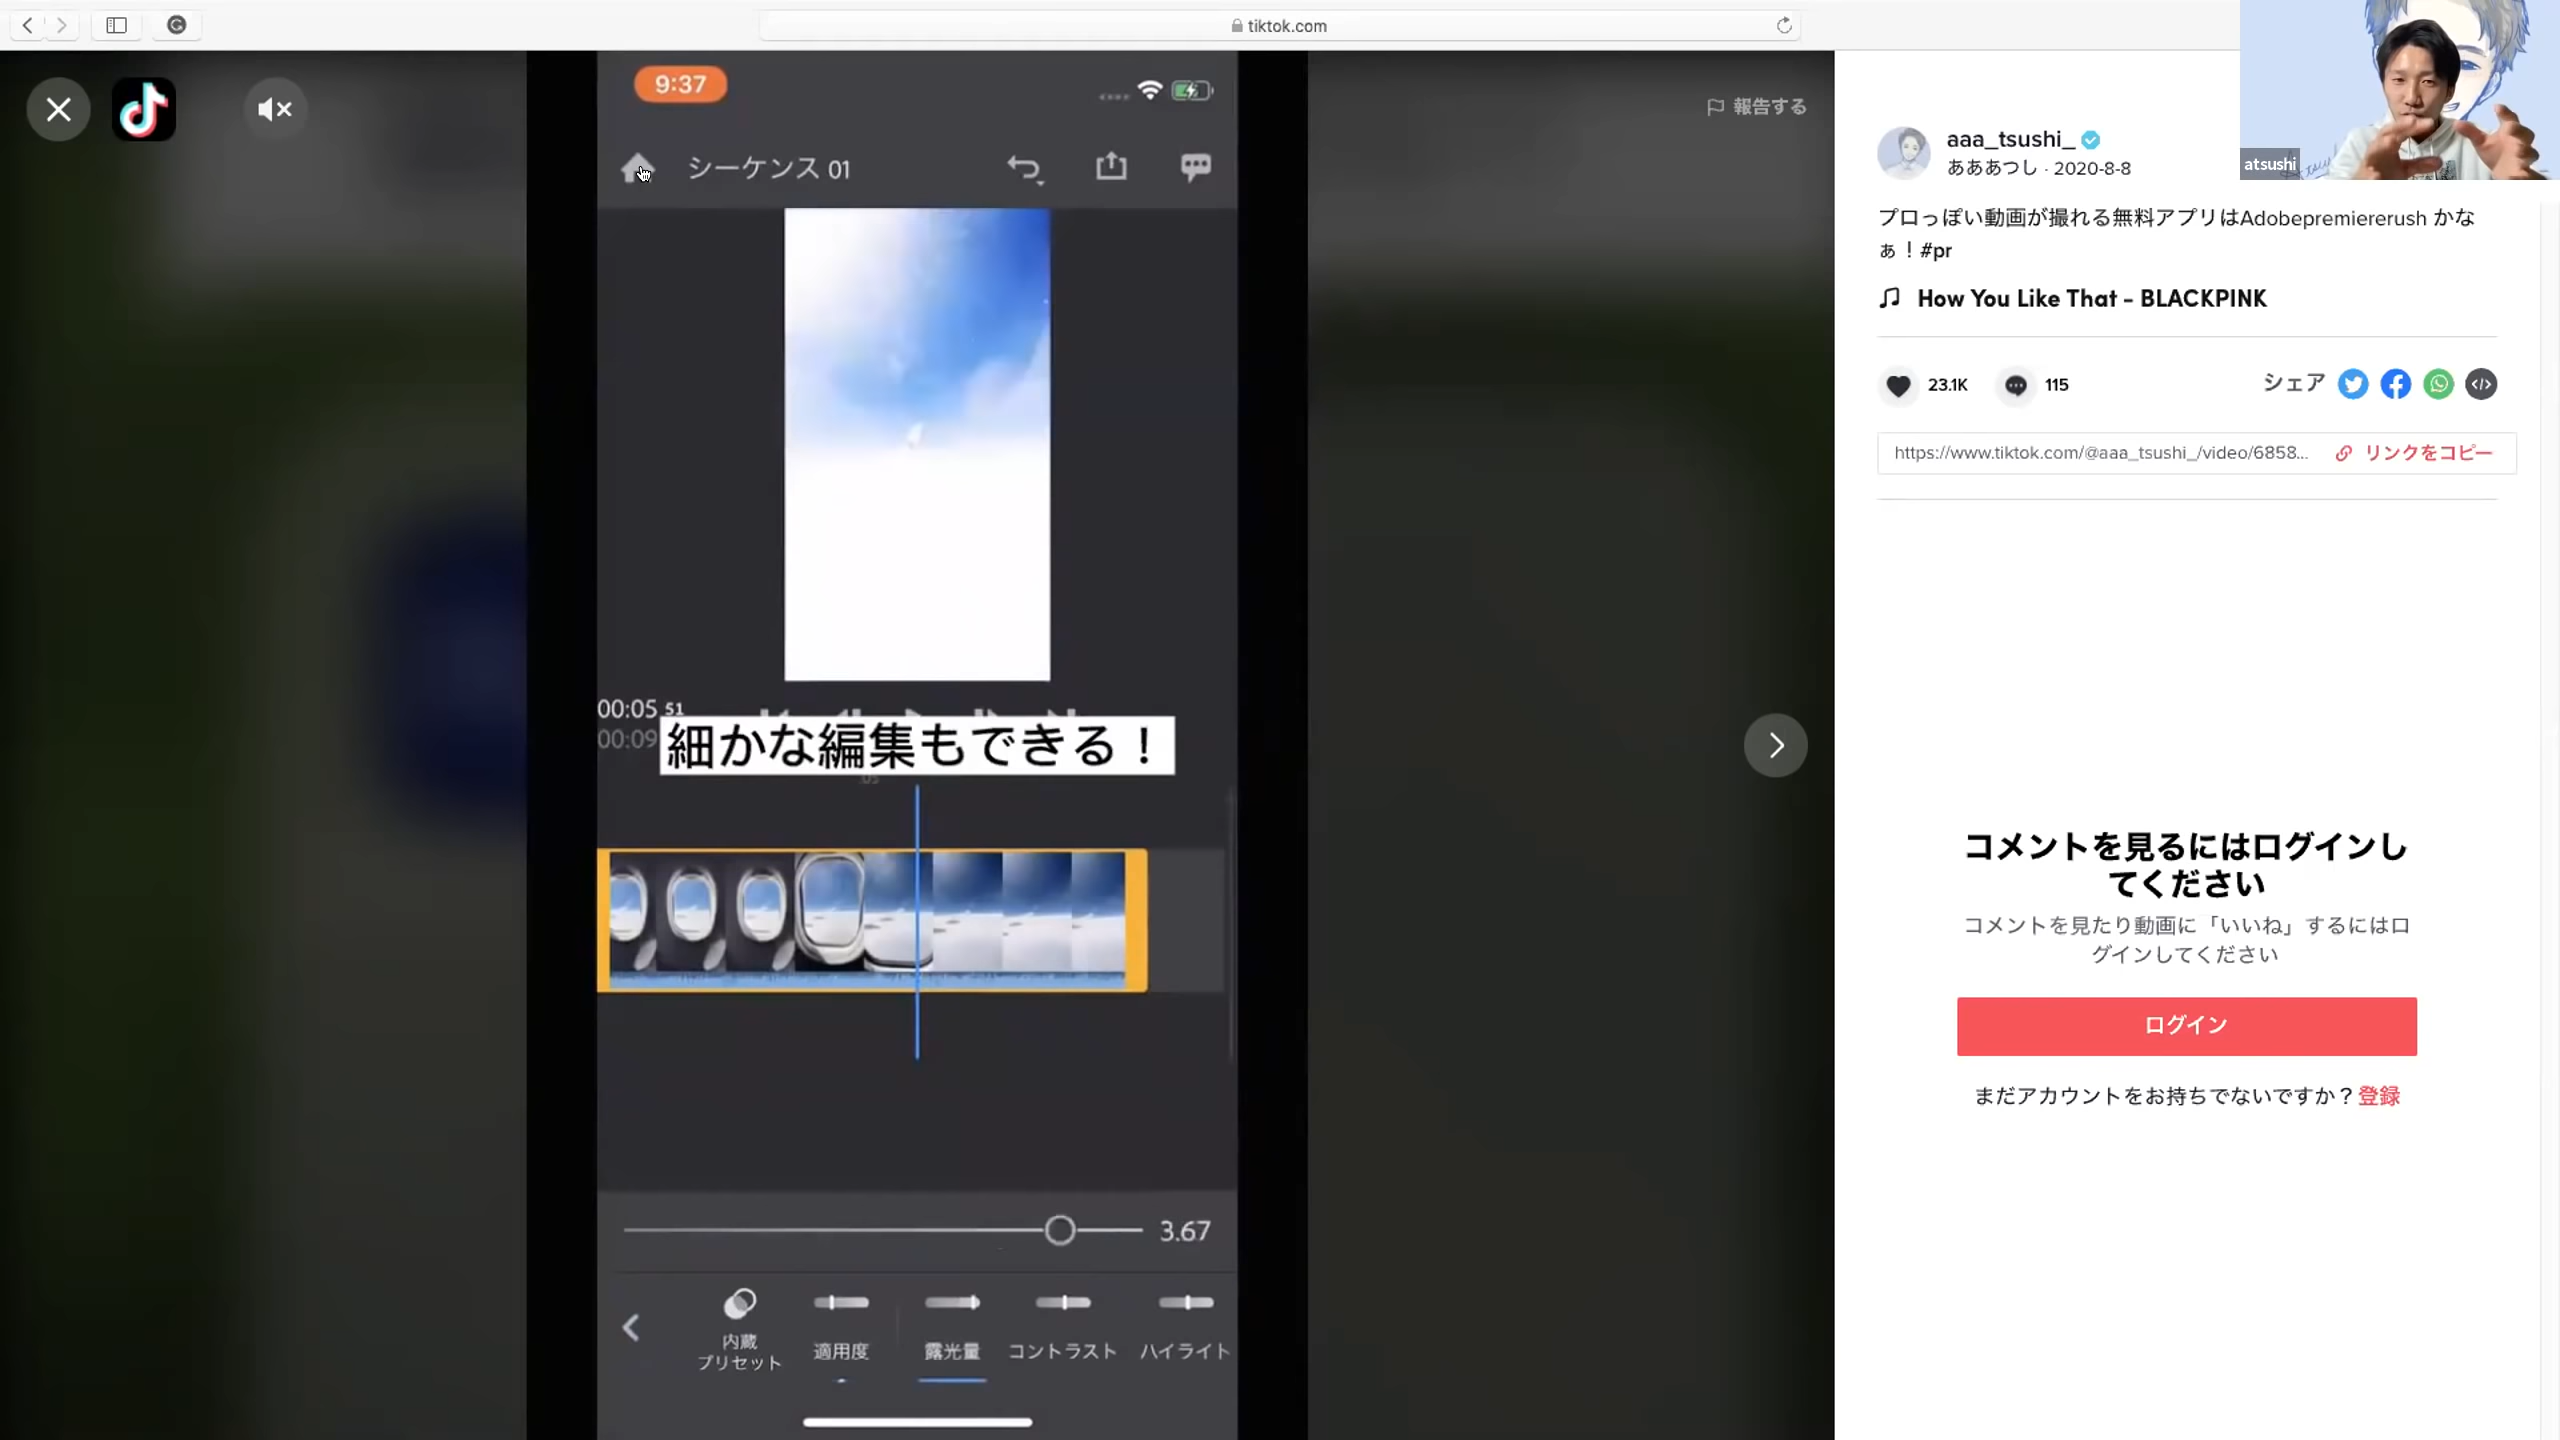 tiktok.com
9:37
シーケンス 01
報告する
00:05 51
00:09
細かな編集もできる！
3.67
内蔵
プリセット
適用度
露光量
コントラスト
ハイライト
atsushi
aaa_tsushi_
あああつし · 2020-8-8
プロっぽい動画が撮れる無料アプリはAdobepremiererush かな
ぁ！#pr
How You Like That - BLACKPINK
23.1K
115
シェア
https://www.tiktok.com/@aaa_tsushi_/video/6858...
リンクをコピー
コメントを見るにはログインし
てください
コメントを見たり動画に「いいね」するにはロ
グインしてください
ログイン
まだアカウントをお持ちでないですか？登録